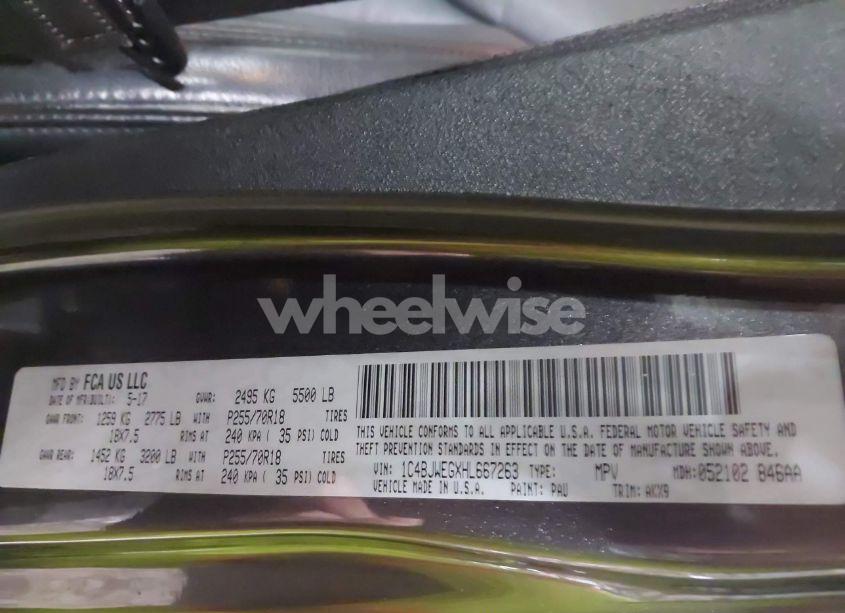 wheelwise
MFD BY FCA US LLC
DATE OF MFR(BUILT): 5-17 GVWR: 2495 KG 5500 LB
GAWR FRONT: 1259 KG 2775 LB WITH P255/70R18 TIRES
18X7.5 RIMS AT 240 KPA ( 35 PSI) COLD
GAWR REAR: 1452 KG 3200 LB WITH P255/70R18 TIRES
18X7.5 RIMS AT 240 KPA ( 35 PSI) COLD
THIS VEHICLE CONFORMS TO ALL APPLICABLE U.S.A. FEDERAL MOTOR VEHICLE SAFETY AND
THEFT PREVENTION STANDARDS IN EFFECT ON THE DATE OF MANUFACTURE SHOWN ABOVE.
VIN: 1C4BJWEGXHL667263 TYPE: MPV MDH:052102 B46AA
VEHICLE MADE IN U.S.A. PAINT: PAU TRIM: AKX9